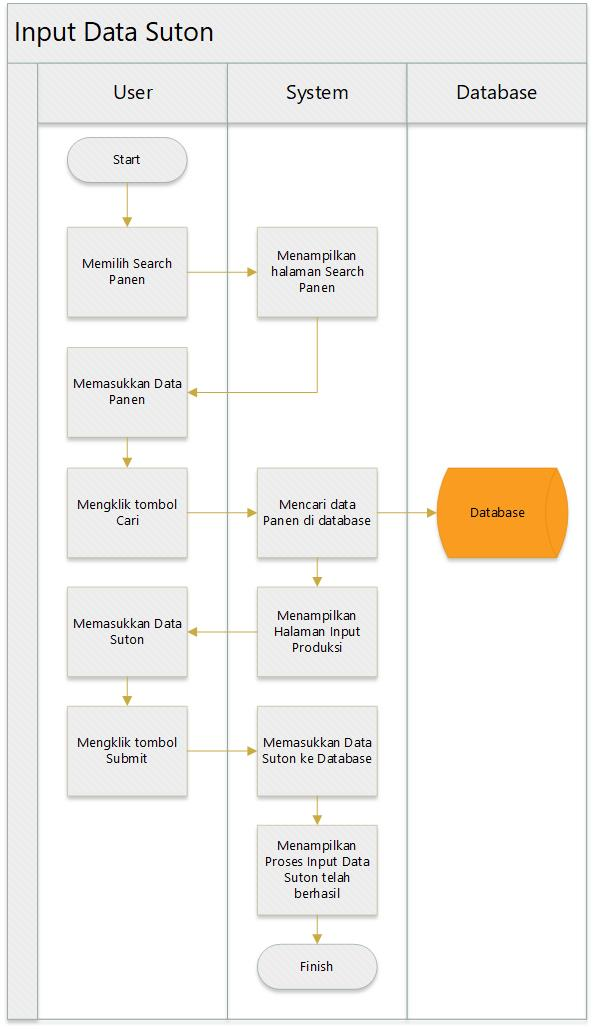 Input Data Suton
User
System
Database
Start
Memilih Search
Panen
Menampilkan
halaman Search
Panen
Memasukkan Data
Panen
Mengklik tombol
Cari
Mencari data
Panen di database
Database
Memasukkan Data
Suton
Menampilkan
Halaman Input
Produksi
Mengklik tombol
Submit
Memasukkan Data
Suton ke Database
Menampilkan
Proses Input Data
Suton telah
berhasil
Finish